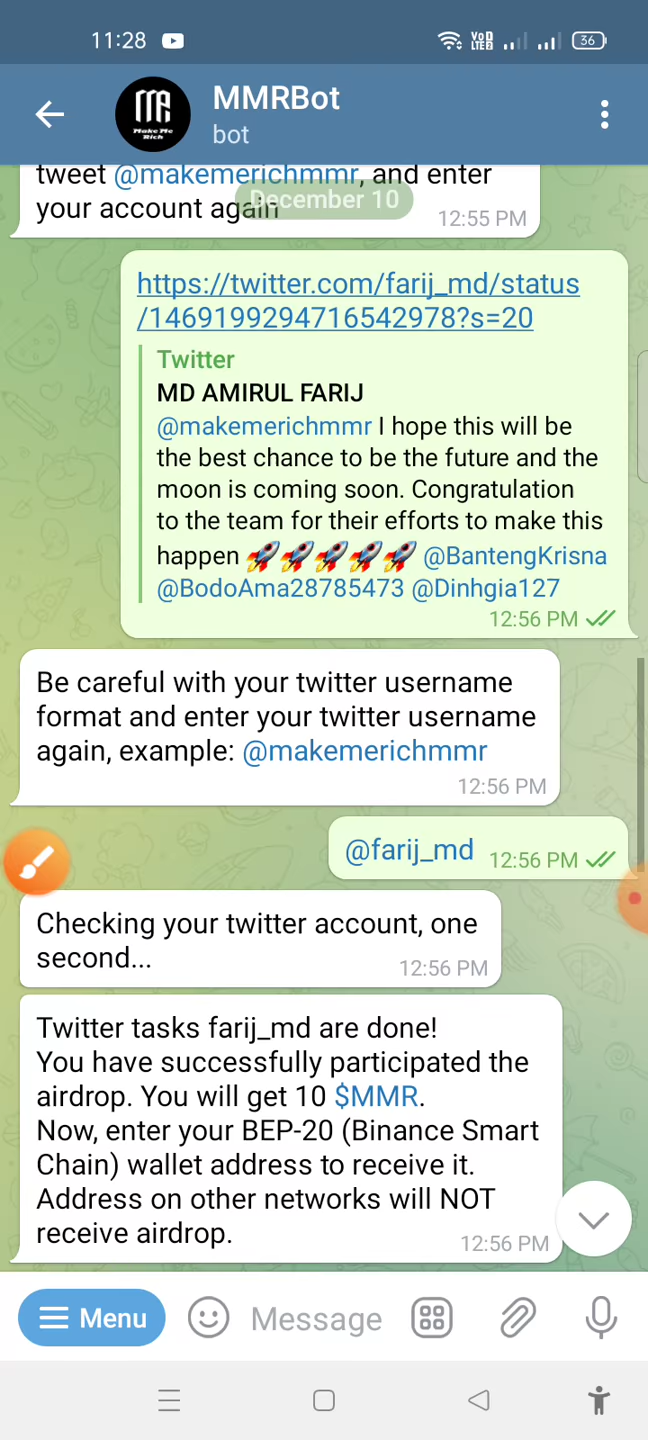 11:28
VoD LTE2
36
MR
Make Me
Rich
MMRBot
bot
tweet @makemerichmmr, and enter
your account again
12:55 PM
December 10
https://twitter.com/farij_md/status
/1469199294716542978?s=20
Twitter
MD AMIRUL FARIJ
@makemerichmmr I hope this will be
the best chance to be the future and the
moon is coming soon. Congratulation
to the team for their efforts to make this
happen 🚀🚀🚀🚀🚀 @BantengKrisna
@BodoAma28785473 @Dinhgia127
12:56 PM
Be careful with your twitter username
format and enter your twitter username
again, example: @makemerichmmr
12:56 PM
@farij_md 12:56 PM
Checking your twitter account, one
second...
12:56 PM
Twitter tasks farij_md are done!
You have successfully participated the
airdrop. You will get 10 $MMR.
Now, enter your BEP-20 (Binance Smart
Chain) wallet address to receive it.
Address on other networks will NOT
receive airdrop.
12:56 PM
Menu
Message